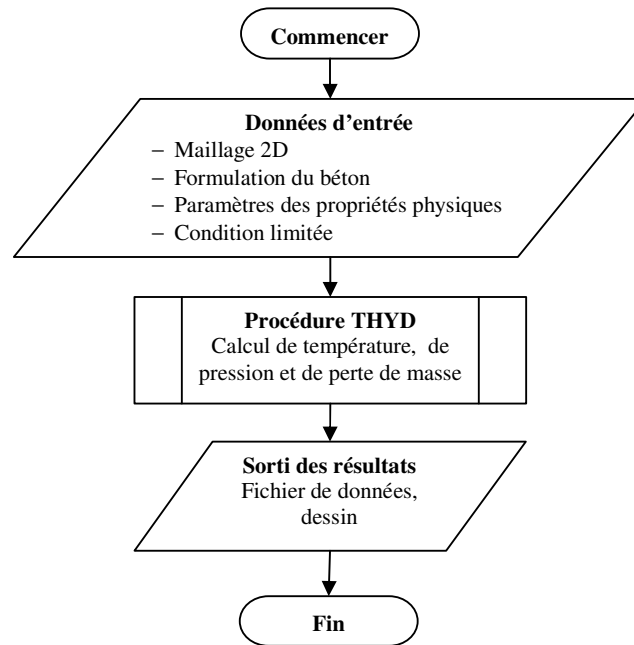 Commencer
Données d'entrée
– Maillage 2D
– Formulation du béton
– Paramètres des propriétés physiques
– Condition limitée
Procédure THYD
Calcul de température, de
pression et de perte de masse
Sorti des résultats
Fichier de données,
dessin
Fin